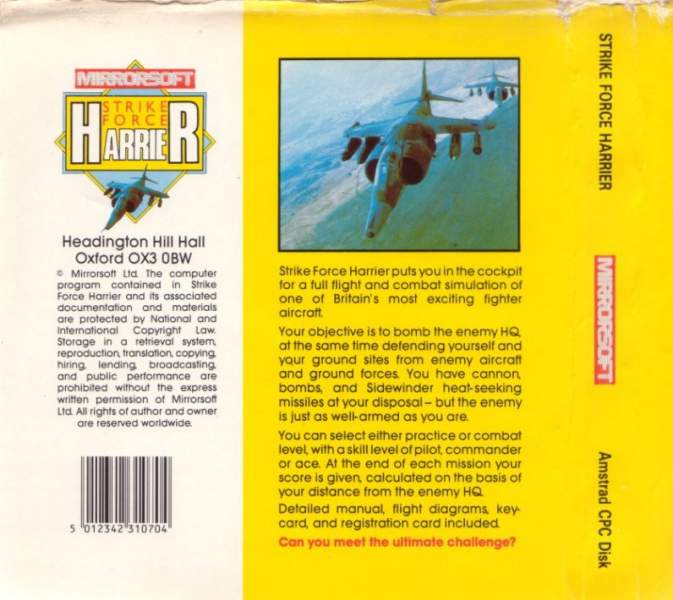 MIRRORSOFT
STRIKE
FORCE
HARRIER
Headington Hill Hall
Oxford OX3 0BW
© Mirrorsoft Ltd. The computer
program contained in Strike
Force Harrier and its associated
documentation and materials
are protected by National and
International Copyright Law.
Storage in a retrieval system,
reproduction, translation, copying,
hiring, lending, broadcasting,
and public performance are
prohibited without the express
written permission of Mirrorsoft
Ltd. All rights of author and owner
are reserved worldwide.
5 012342 310704
Strike Force Harrier puts you in the cockpit
for a full flight and combat simulation of
one of Britain's most exciting fighter
aircraft.
Your objective is to bomb the enemy HQ,
at the same time defending yourself and
your ground sites from enemy aircraft
and ground forces. You have cannon,
bombs, and Sidewinder heat-seeking
missiles at your disposal – but the enemy
is just as well-armed as you are.
You can select either practice or combat
level, with a skill level of pilot, commander
or ace. At the end of each mission your
score is given, calculated on the basis of
your distance from the enemy HQ.
Detailed manual, flight diagrams, key-
card, and registration card included.
Can you meet the ultimate challenge?
STRIKE FORCE HARRIER
MIRRORSOFT
Amstrad CPC Disk